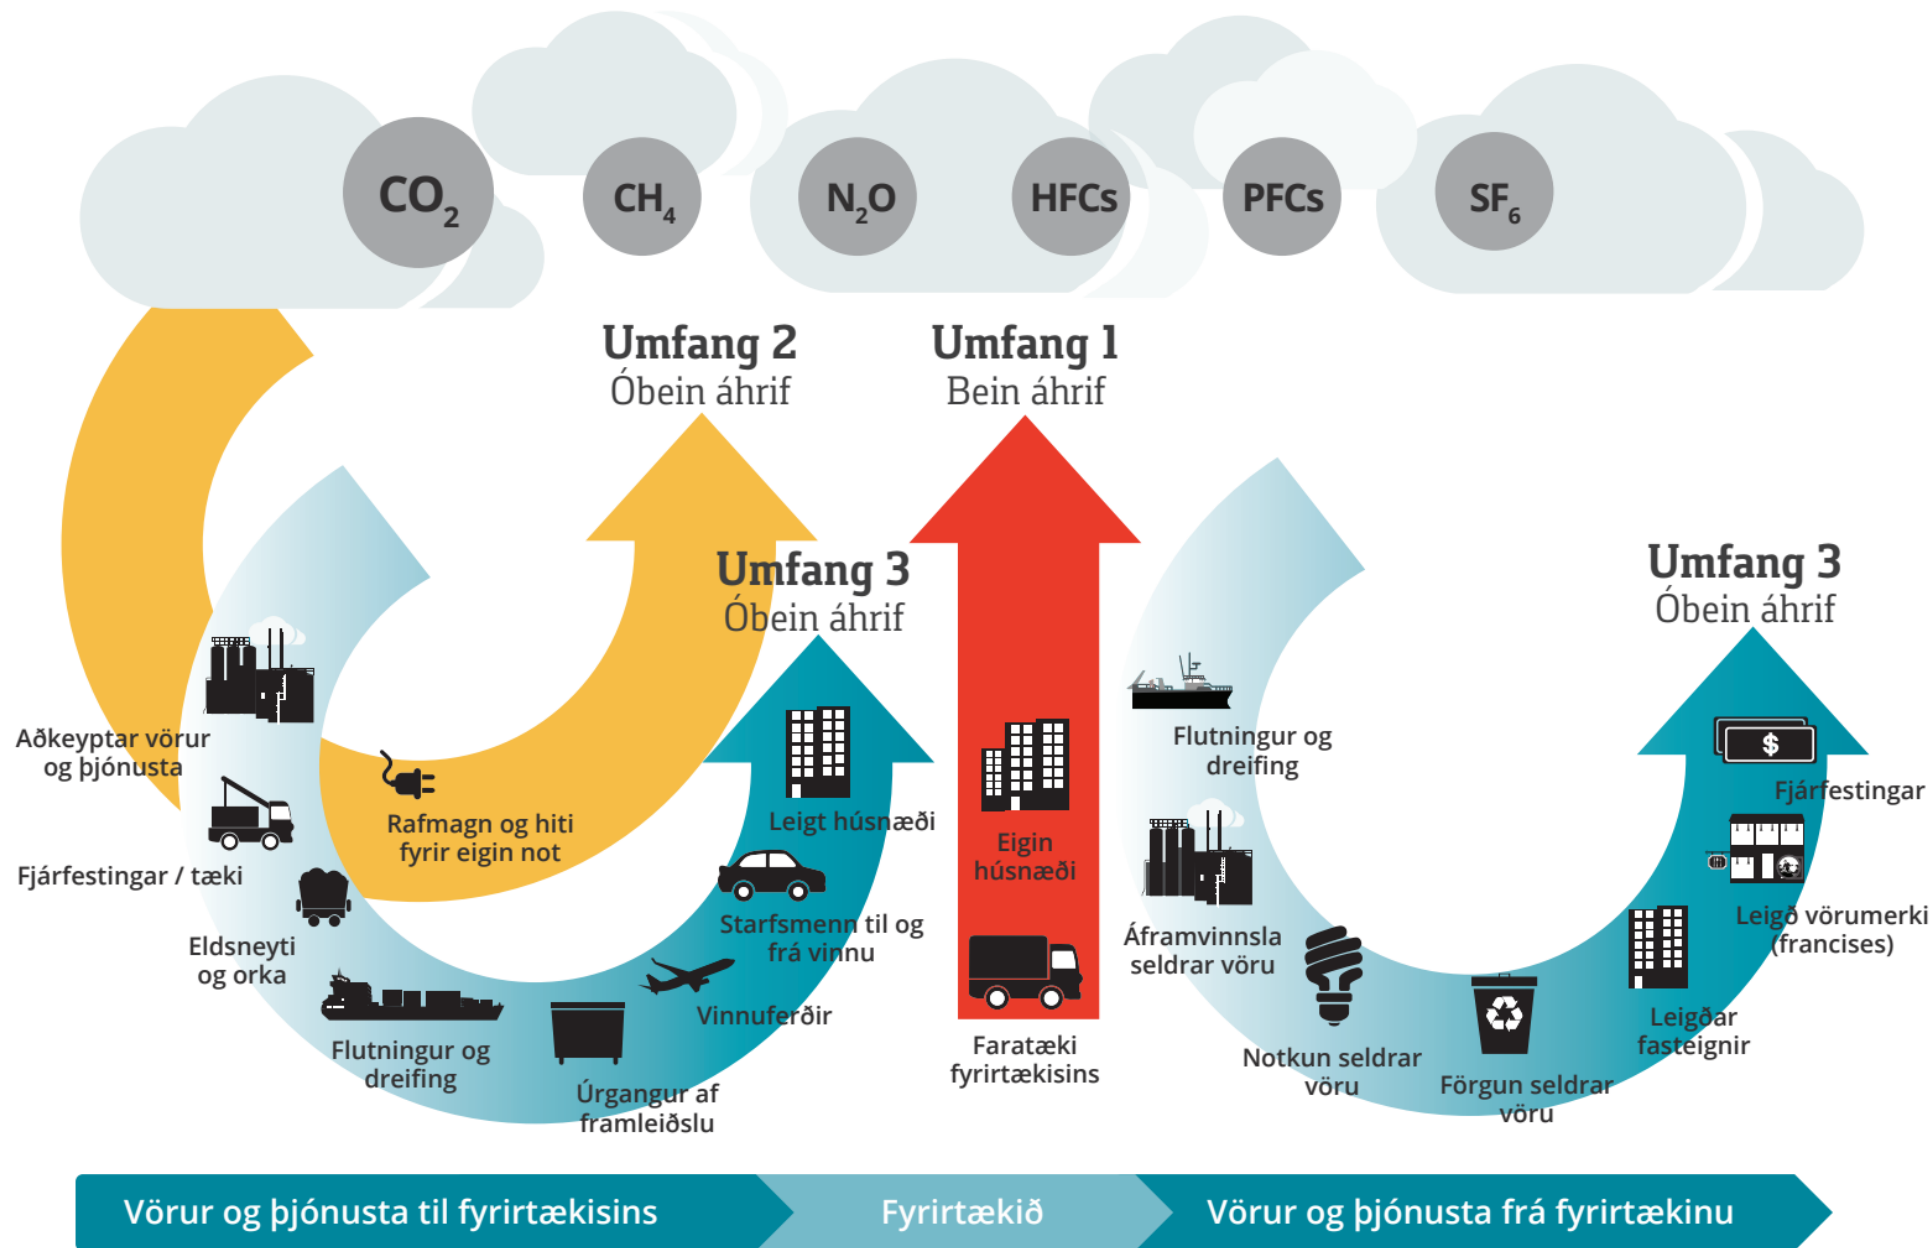 CO2
CH4
N2O
HFCs
PFCs
SF6
Umfang 2
Óbein áhrif
Umfang 1
Bein áhrif
Umfang 3
Óbein áhrif
Umfang 3
Óbein áhrif
Aðkeyptar vörur
og þjónusta
Fjárfestingar / tæki
Eldsneyti
og orka
Flutningur og
dreifing
Úrgangur af
framleiðslu
Vinnuferðir
Starfsmenn til og
frá vinnu
Leigt húsnæði
Rafmagn og hiti
fyrir eigin not
Eigin
húsnæði
Faratæki
fyrirtækisins
Flutningur og
dreifing
Áframvinnsla
seldrar vöru
Notkun seldrar
vöru
Förgun seldrar
vöru
Leigðar
fasteignir
Leigð vörumerki
(francises)
Fjárfestingar
$
Vörur og þjónusta til fyrirtækisins
Fyrirtækið
Vörur og þjónusta frá fyrirtækinu